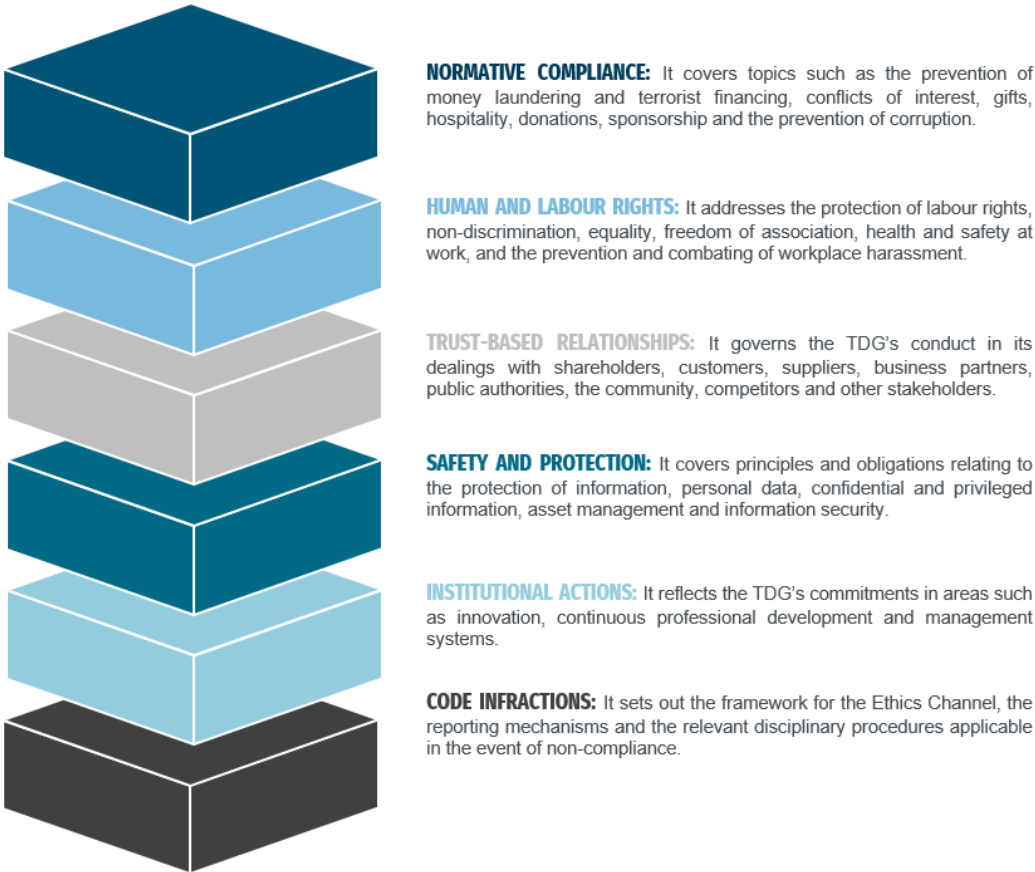 NORMATIVE COMPLIANCE: It covers topics such as the prevention of
money laundering and terrorist financing, conflicts of interest, gifts,
hospitality, donations, sponsorship and the prevention of corruption.
HUMAN AND LABOUR RIGHTS: It addresses the protection of labour rights,
non-discrimination, equality, freedom of association, health and safety at
work, and the prevention and combating of workplace harassment.
TRUST-BASED RELATIONSHIPS: It governs the TDG’s conduct in its
dealings with shareholders, customers, suppliers, business partners,
public authorities, the community, competitors and other stakeholders.
SAFETY AND PROTECTION: It covers principles and obligations relating to
the protection of information, personal data, confidential and privileged
information, asset management and information security.
INSTITUTIONAL ACTIONS: It reflects the TDG’s commitments in areas such
as innovation, continuous professional development and management
systems.
CODE INFRACTIONS: It sets out the framework for the Ethics Channel, the
reporting mechanisms and the relevant disciplinary procedures applicable
in the event of non-compliance.